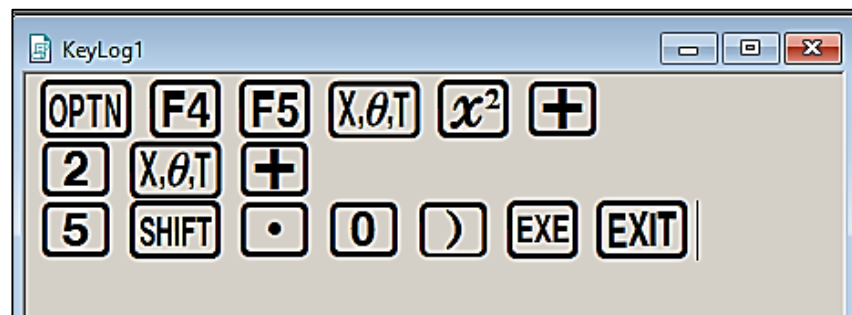 KeyLog1
OPTN F4 F5 X,θ,T x² +
2 X,θ,T +
5 SHIFT • 0 ) EXE EXIT